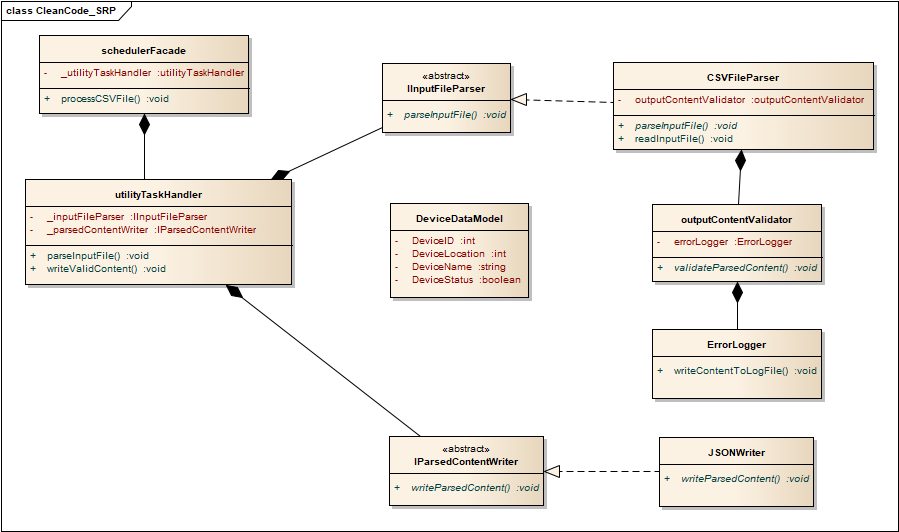 class CleanCode_SRP
schedulerFacade
- _utilityTaskHandler :utilityTaskHandler
+ processCSVFile() :void
«abstract»
IInputFileParser
+ parseInputFile() :void
CSVFileParser
- outputContentValidator :outputContentValidator
+ parseInputFile() :void
+ readInputFile() :void
utilityTaskHandler
- _inputFileParser :IInputFileParser
- _parsedContentWriter :IParsedContentWriter
+ parseInputFile() :void
+ writeValidContent() :void
DeviceDataModel
- DeviceID :int
- DeviceLocation :int
- DeviceName :string
- DeviceStatus :boolean
outputContentValidator
- errorLogger :ErrorLogger
+ validateParsedContent() :void
ErrorLogger
+ writeContentToLogFile() :void
«abstract»
IParsedContentWriter
+ writeParsedContent() :void
JSONWriter
+ writeParsedContent() :void